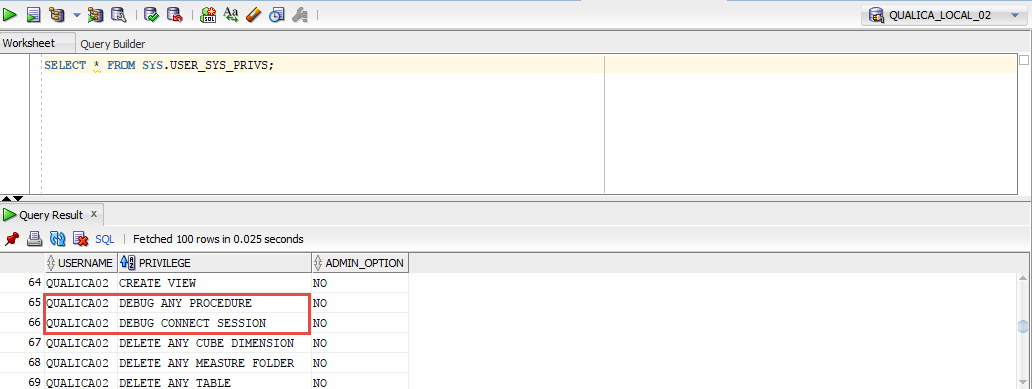 QUALICA_LOCAL_02
Worksheet Query Builder
SELECT * FROM SYS.USER_SYS_PRIVS;
Query Result x
SQL | Fetched 100 rows in 0.025 seconds
USERNAME PRIVILEGE ADMIN_OPTION
64 QUALICA02 CREATE VIEW NO
65 QUALICA02 DEBUG ANY PROCEDURE NO
66 QUALICA02 DEBUG CONNECT SESSION NO
67 QUALICA02 DELETE ANY CUBE DIMENSION NO
68 QUALICA02 DELETE ANY MEASURE FOLDER NO
69 QUALICA02 DELETE ANY TABLE NO